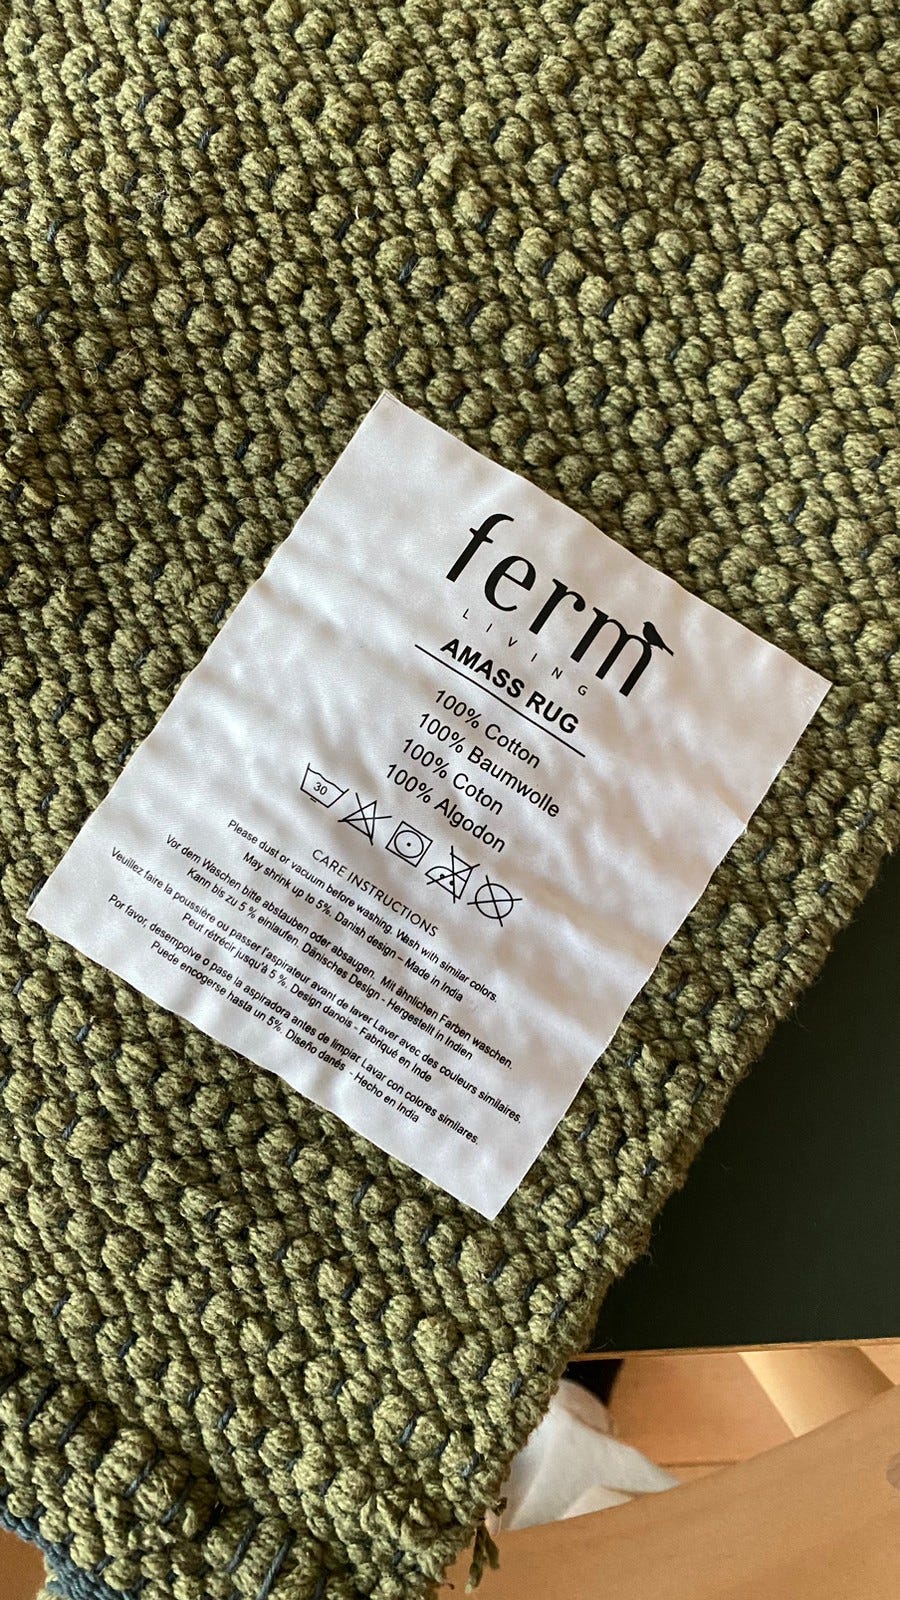 ferm
LIVING
AMASS RUG
100% Cotton
100% Baumwolle
100% Coton
100% Algodon
30
CARE INSTRUCTIONS
Please dust or vacuum before washing. Wash with similar colors.
May shrink up to 5%. Danish design – Made in India
Vor dem Waschen bitte abslauben oder absaugen. Mit ähnlichen Farben waschen.
Kann bis zu 5 % einlaufen. Dänisches Design - Hergestellt in Indien
Veuillez faire la poussière ou passer l'aspirateur avant de laver Laver avec des couleurs similaires.
Peut rétrécir jusqu'à 5 %. Design danois - Fabriqué en Inde
Por favor, desempolve o pase la aspiradora antes de limpiar. Lavar con colores similares.
Puede encogerse hasta un 5%. Diseño danés - Hecho en India